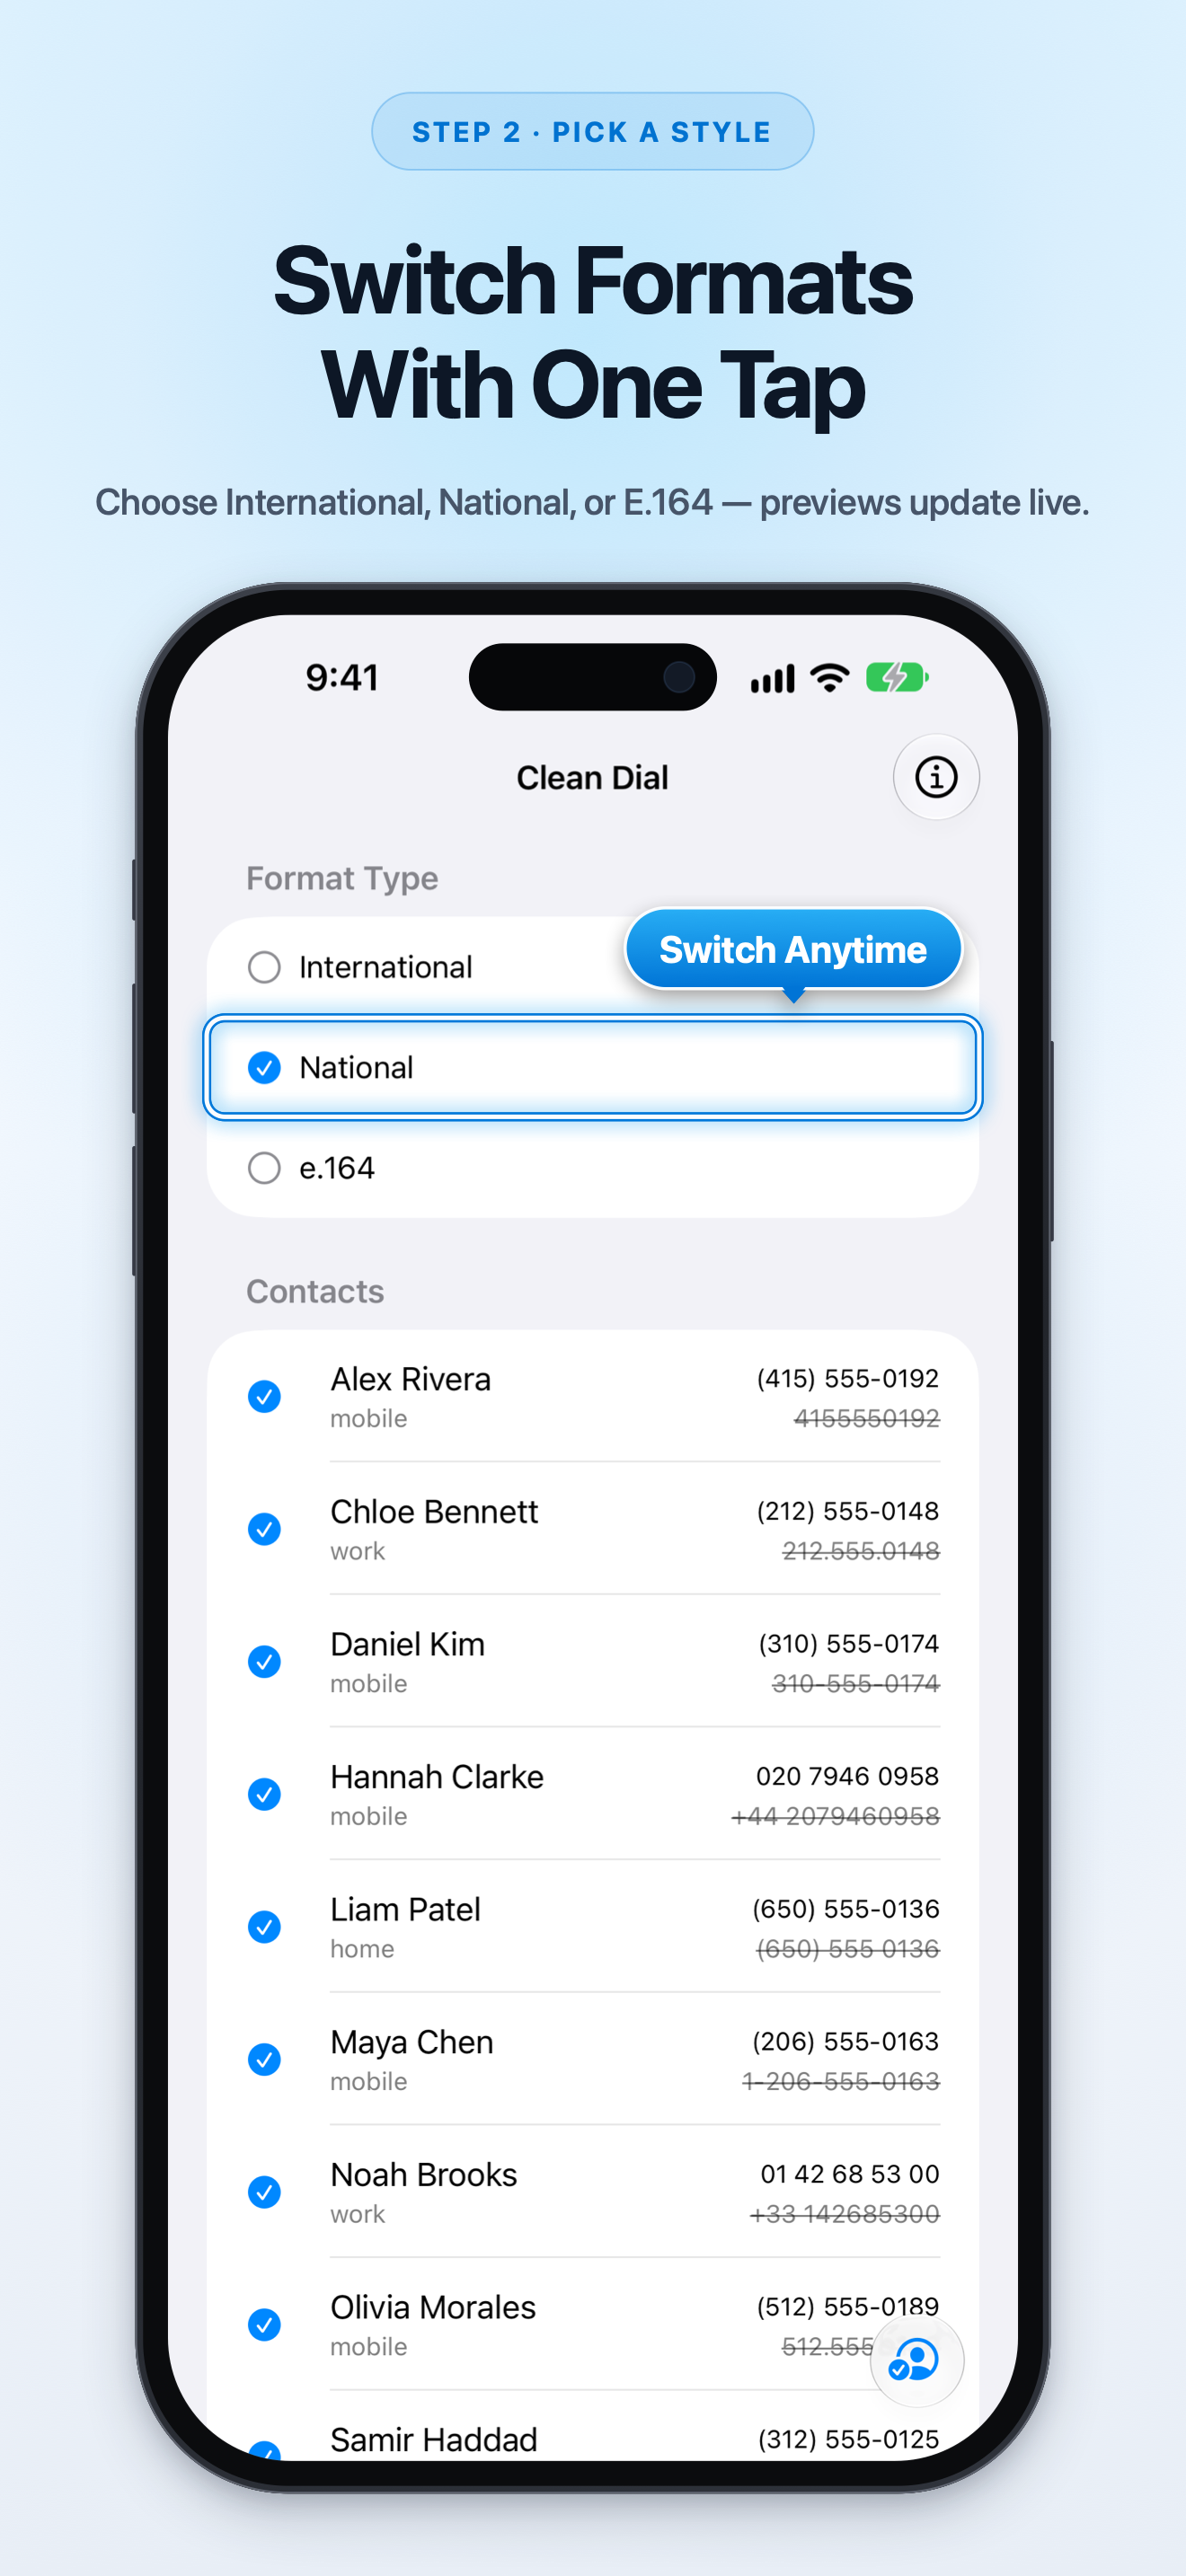 STEP 2 · PICK A STYLE
Switch Formats
With One Tap
Choose International, National, or E.164 — previews update live.
9:41
Clean Dial
Format Type
International
Switch Anytime
National
e.164
Contacts
Alex Rivera
(415) 555-0192
mobile
4155550192
Chloe Bennett
(212) 555-0148
work
212.555.0148
Daniel Kim
(310) 555-0174
mobile
310-555-0174
Hannah Clarke
020 7946 0958
mobile
+44 2079460958
Liam Patel
(650) 555-0136
home
(650) 555 0136
Maya Chen
(206) 555-0163
mobile
1-206-555-0163
Noah Brooks
01 42 68 53 00
work
+33 142685300
Olivia Morales
(512) 555-0189
mobile
512.555
Samir Haddad
(312) 555-0125